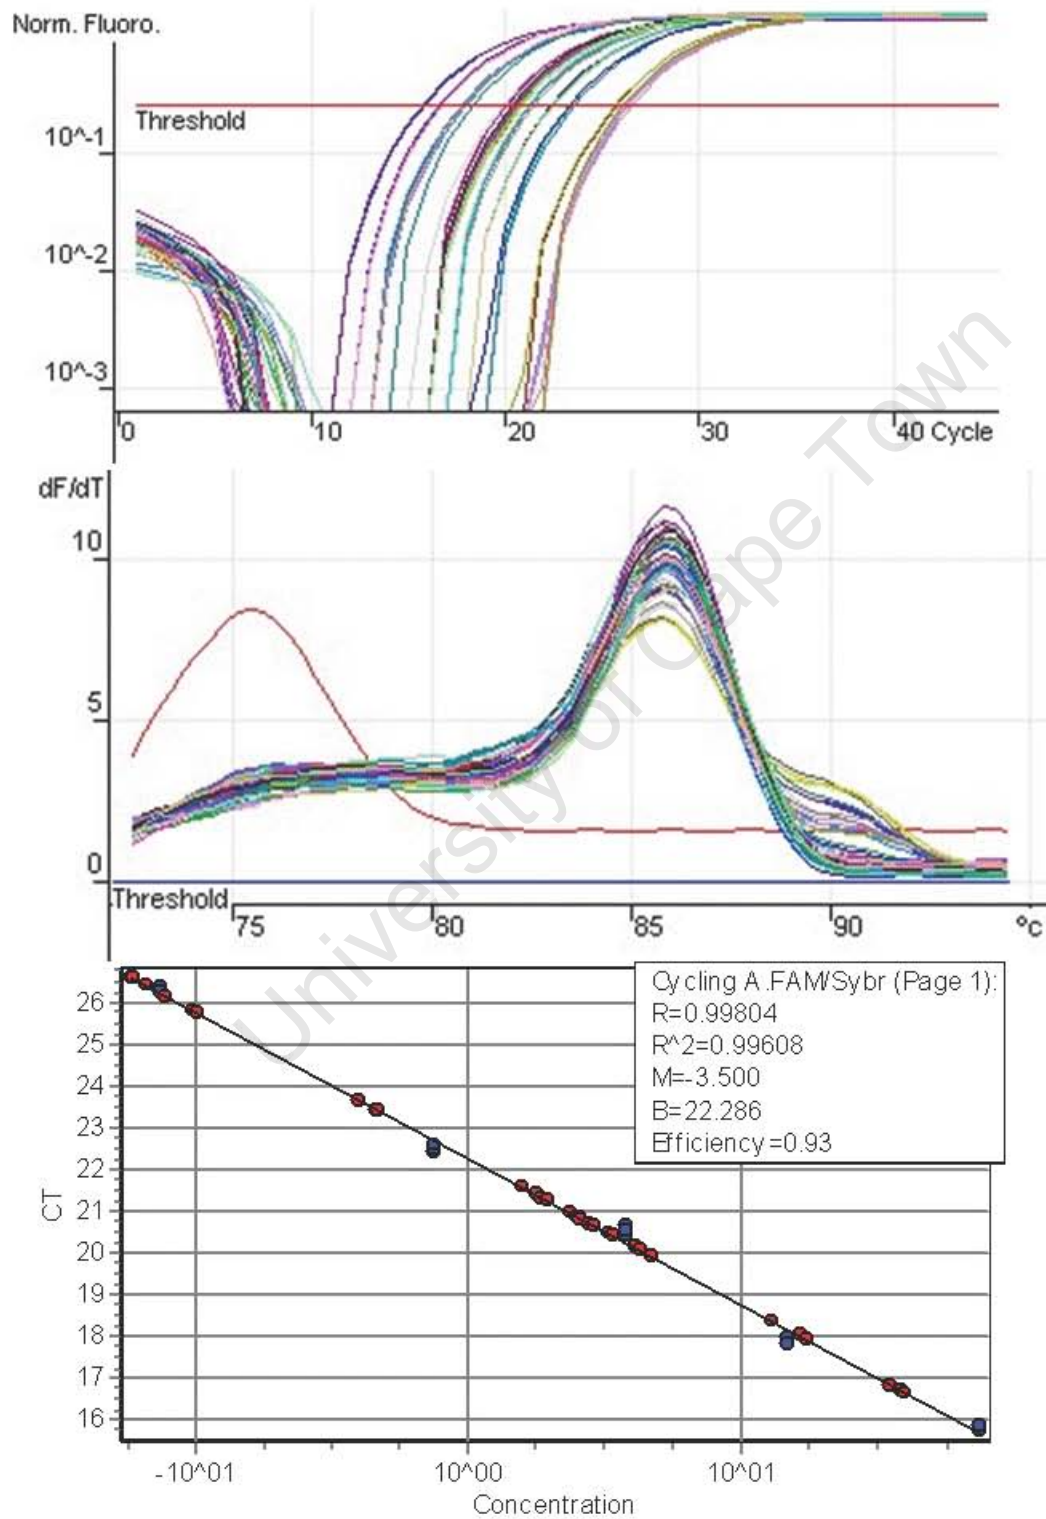 Norm. Fluoro.
Threshold
10^-1
10^-2
10^-3
0 10 20 30 40 Cycle
dF/dT
10
5
0
Threshold
75 80 85 90 °c
Cycling A.FAM/Sybr (Page 1):
R=0.99804
R^2=0.99608
M=-3.500
B=22.286
Efficiency=0.93
26
25
24
23
22
21
20
19
18
17
16
CT
-10^01 10^00 10^01
Concentration
University of Cape Town